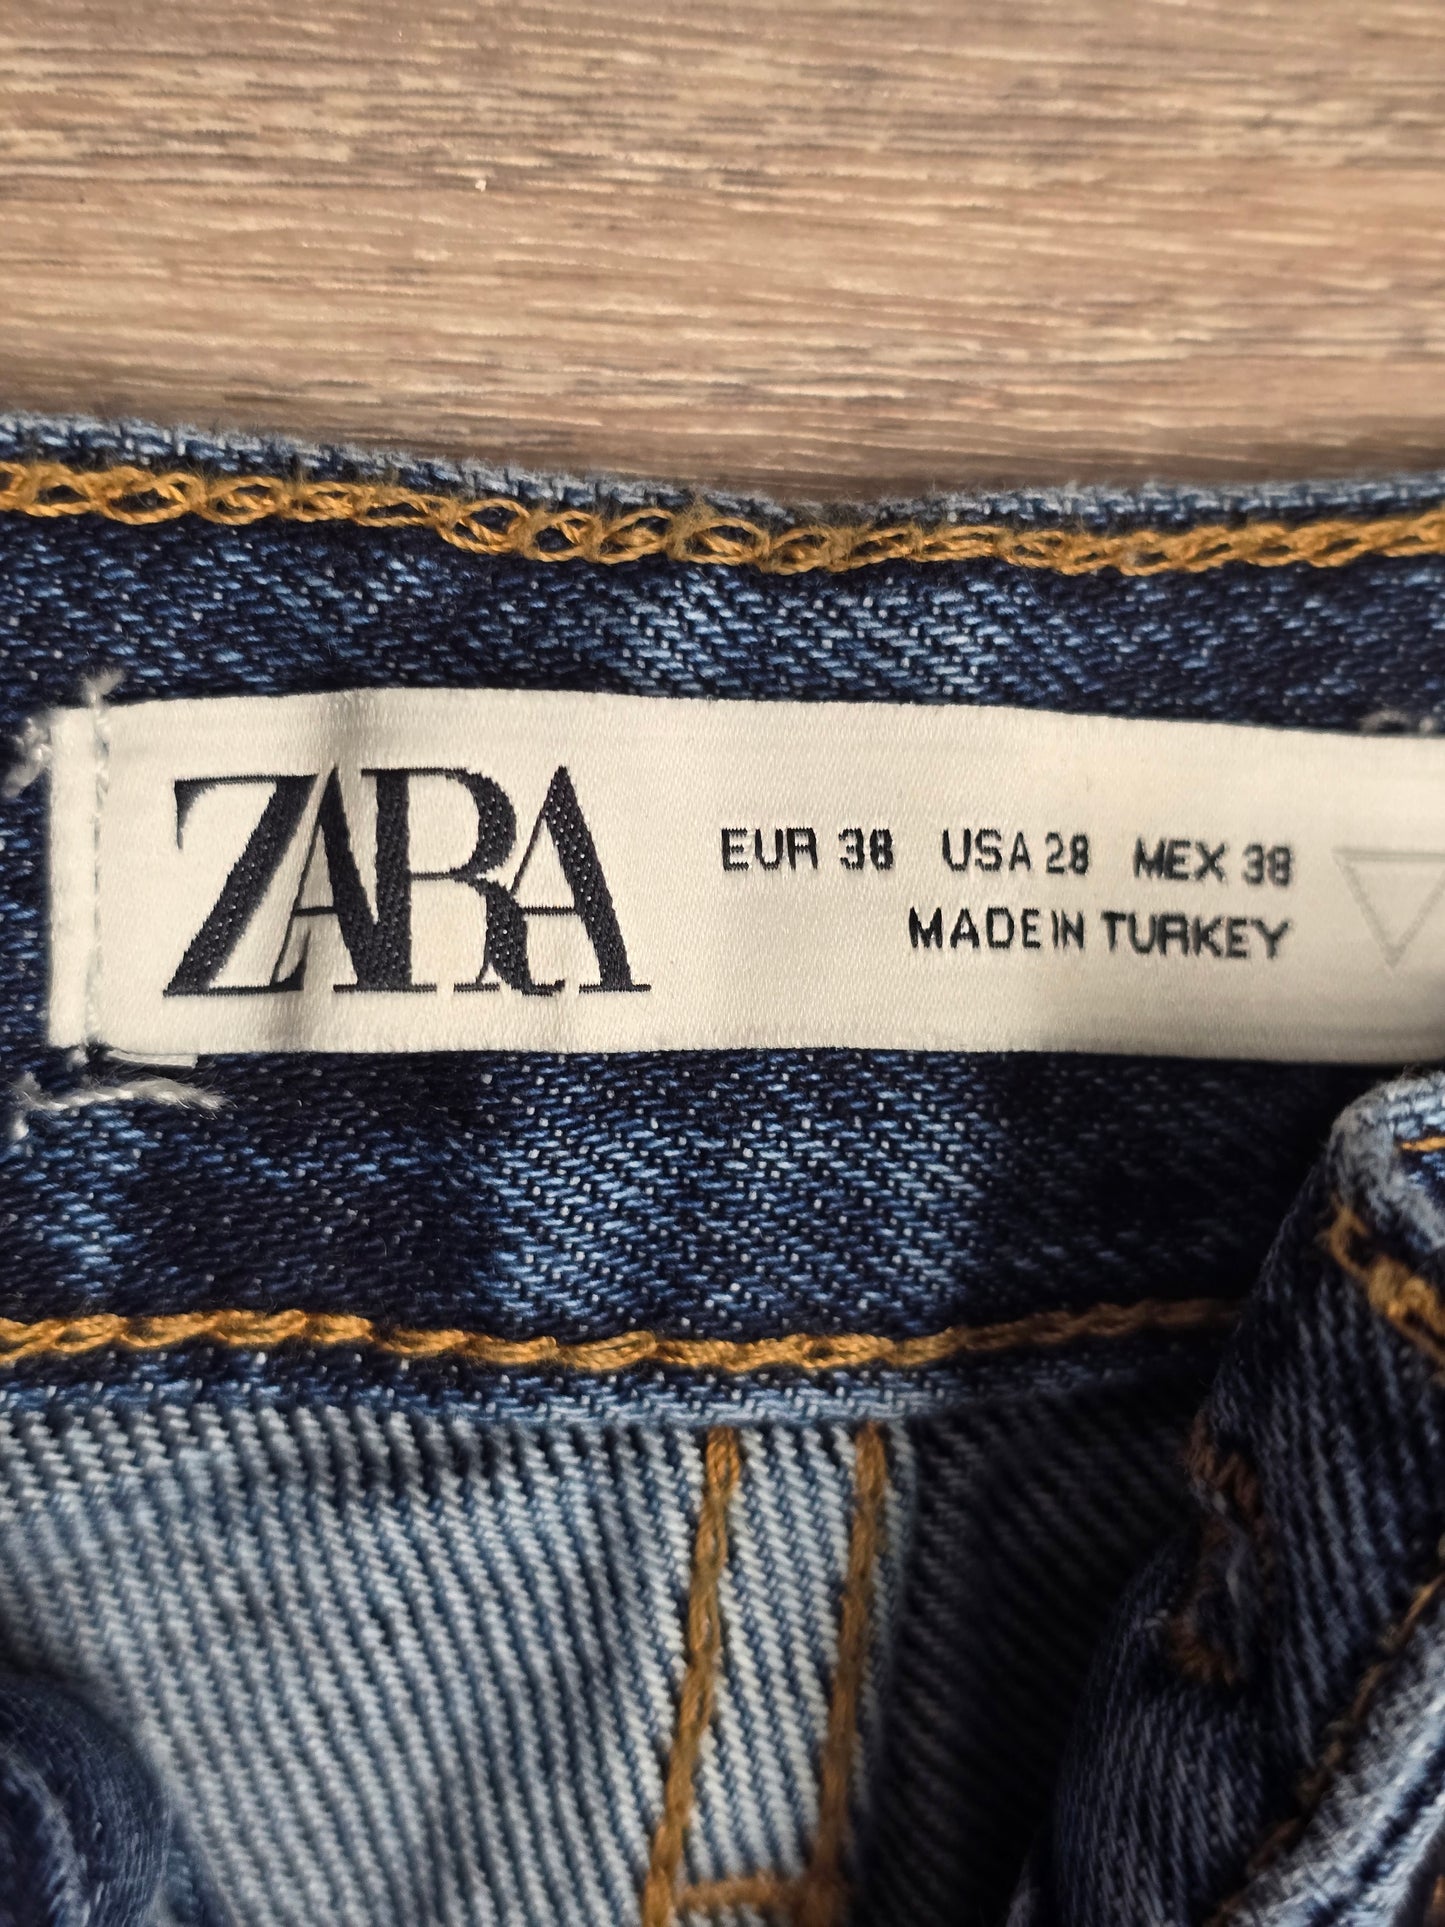 ZARA
EUR 38 USA 28 MEX 38
MADE IN TURKEY